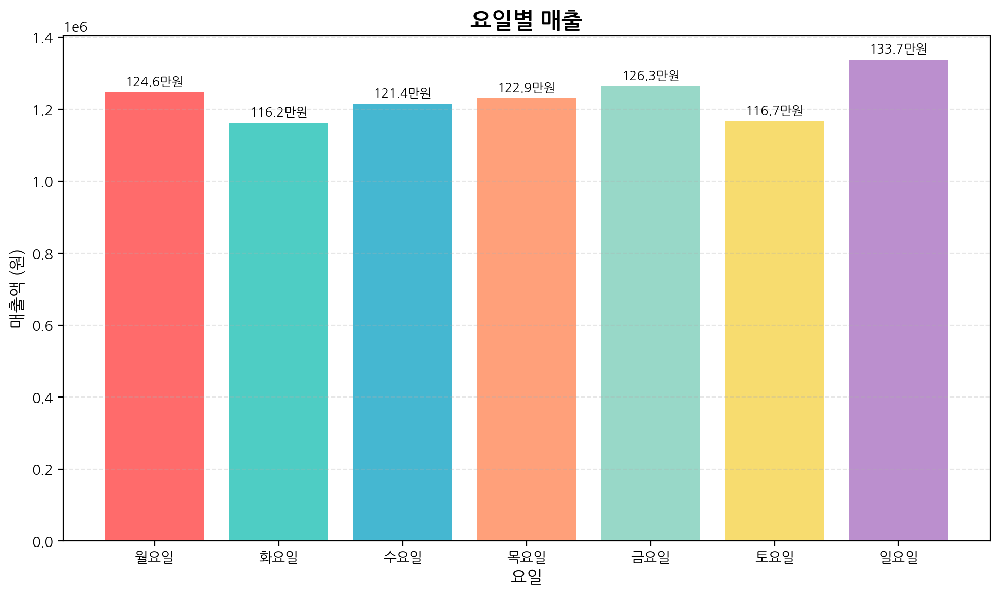 요일별 매출
1e6
1.4
1.2
1.0
0.8
0.6
0.4
0.2
0.0
매출액 (원)
124.6만원
116.2만원
121.4만원
122.9만원
126.3만원
116.7만원
133.7만원
월요일 화요일 수요일 목요일 금요일 토요일 일요일
요일